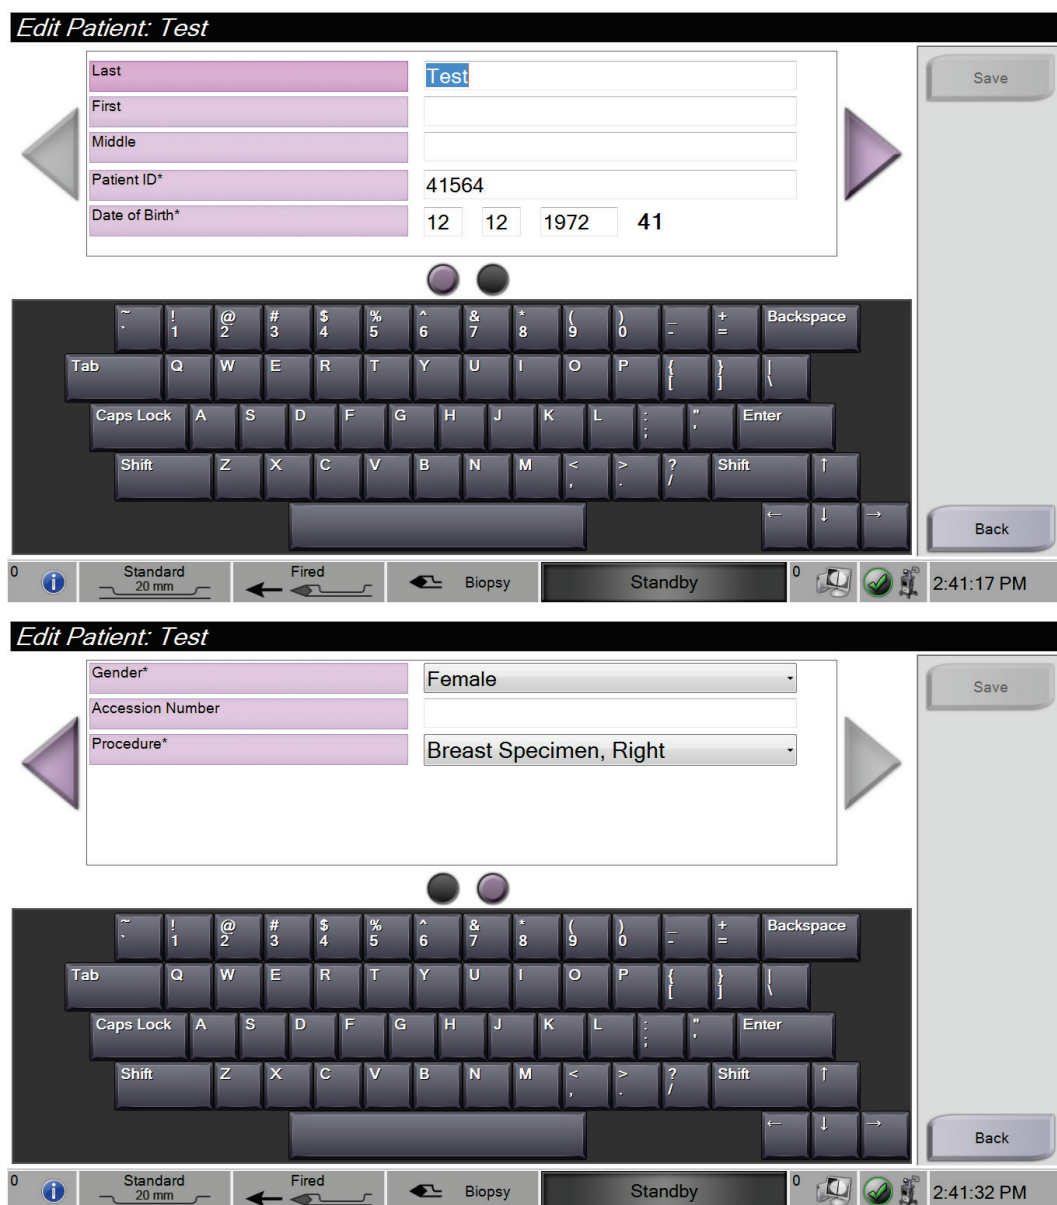 Edit Patient: Test
Last Test Save
First
Middle
Patient ID* 41564
Date of Birth* 12 12 1972 41
~ ! @ # $ % ^ & * ( ) _ + Backspace
` 1 2 3 4 5 6 7 8 9 0 - =
Tab Q W E R T Y U I O P { } |
[ ] \
Caps Lock A S D F G H J K L : " Enter
; '
Shift Z X C V B N M < > ? Shift ↑
, . /
← ↓ → Back
0 Standard 20 mm Fired Biopsy Standby 0 2:41:17 PM
Edit Patient: Test
Gender* Female Save
Accession Number
Procedure* Breast Specimen, Right
~ ! @ # $ % ^ & * ( ) _ + Backspace
` 1 2 3 4 5 6 7 8 9 0 - =
Tab Q W E R T Y U I O P { } |
[ ] \
Caps Lock A S D F G H J K L : " Enter
; '
Shift Z X C V B N M < > ? Shift ↑
, . /
← ↓ → Back
0 Standard 20 mm Fired Biopsy Standby 0 2:41:32 PM